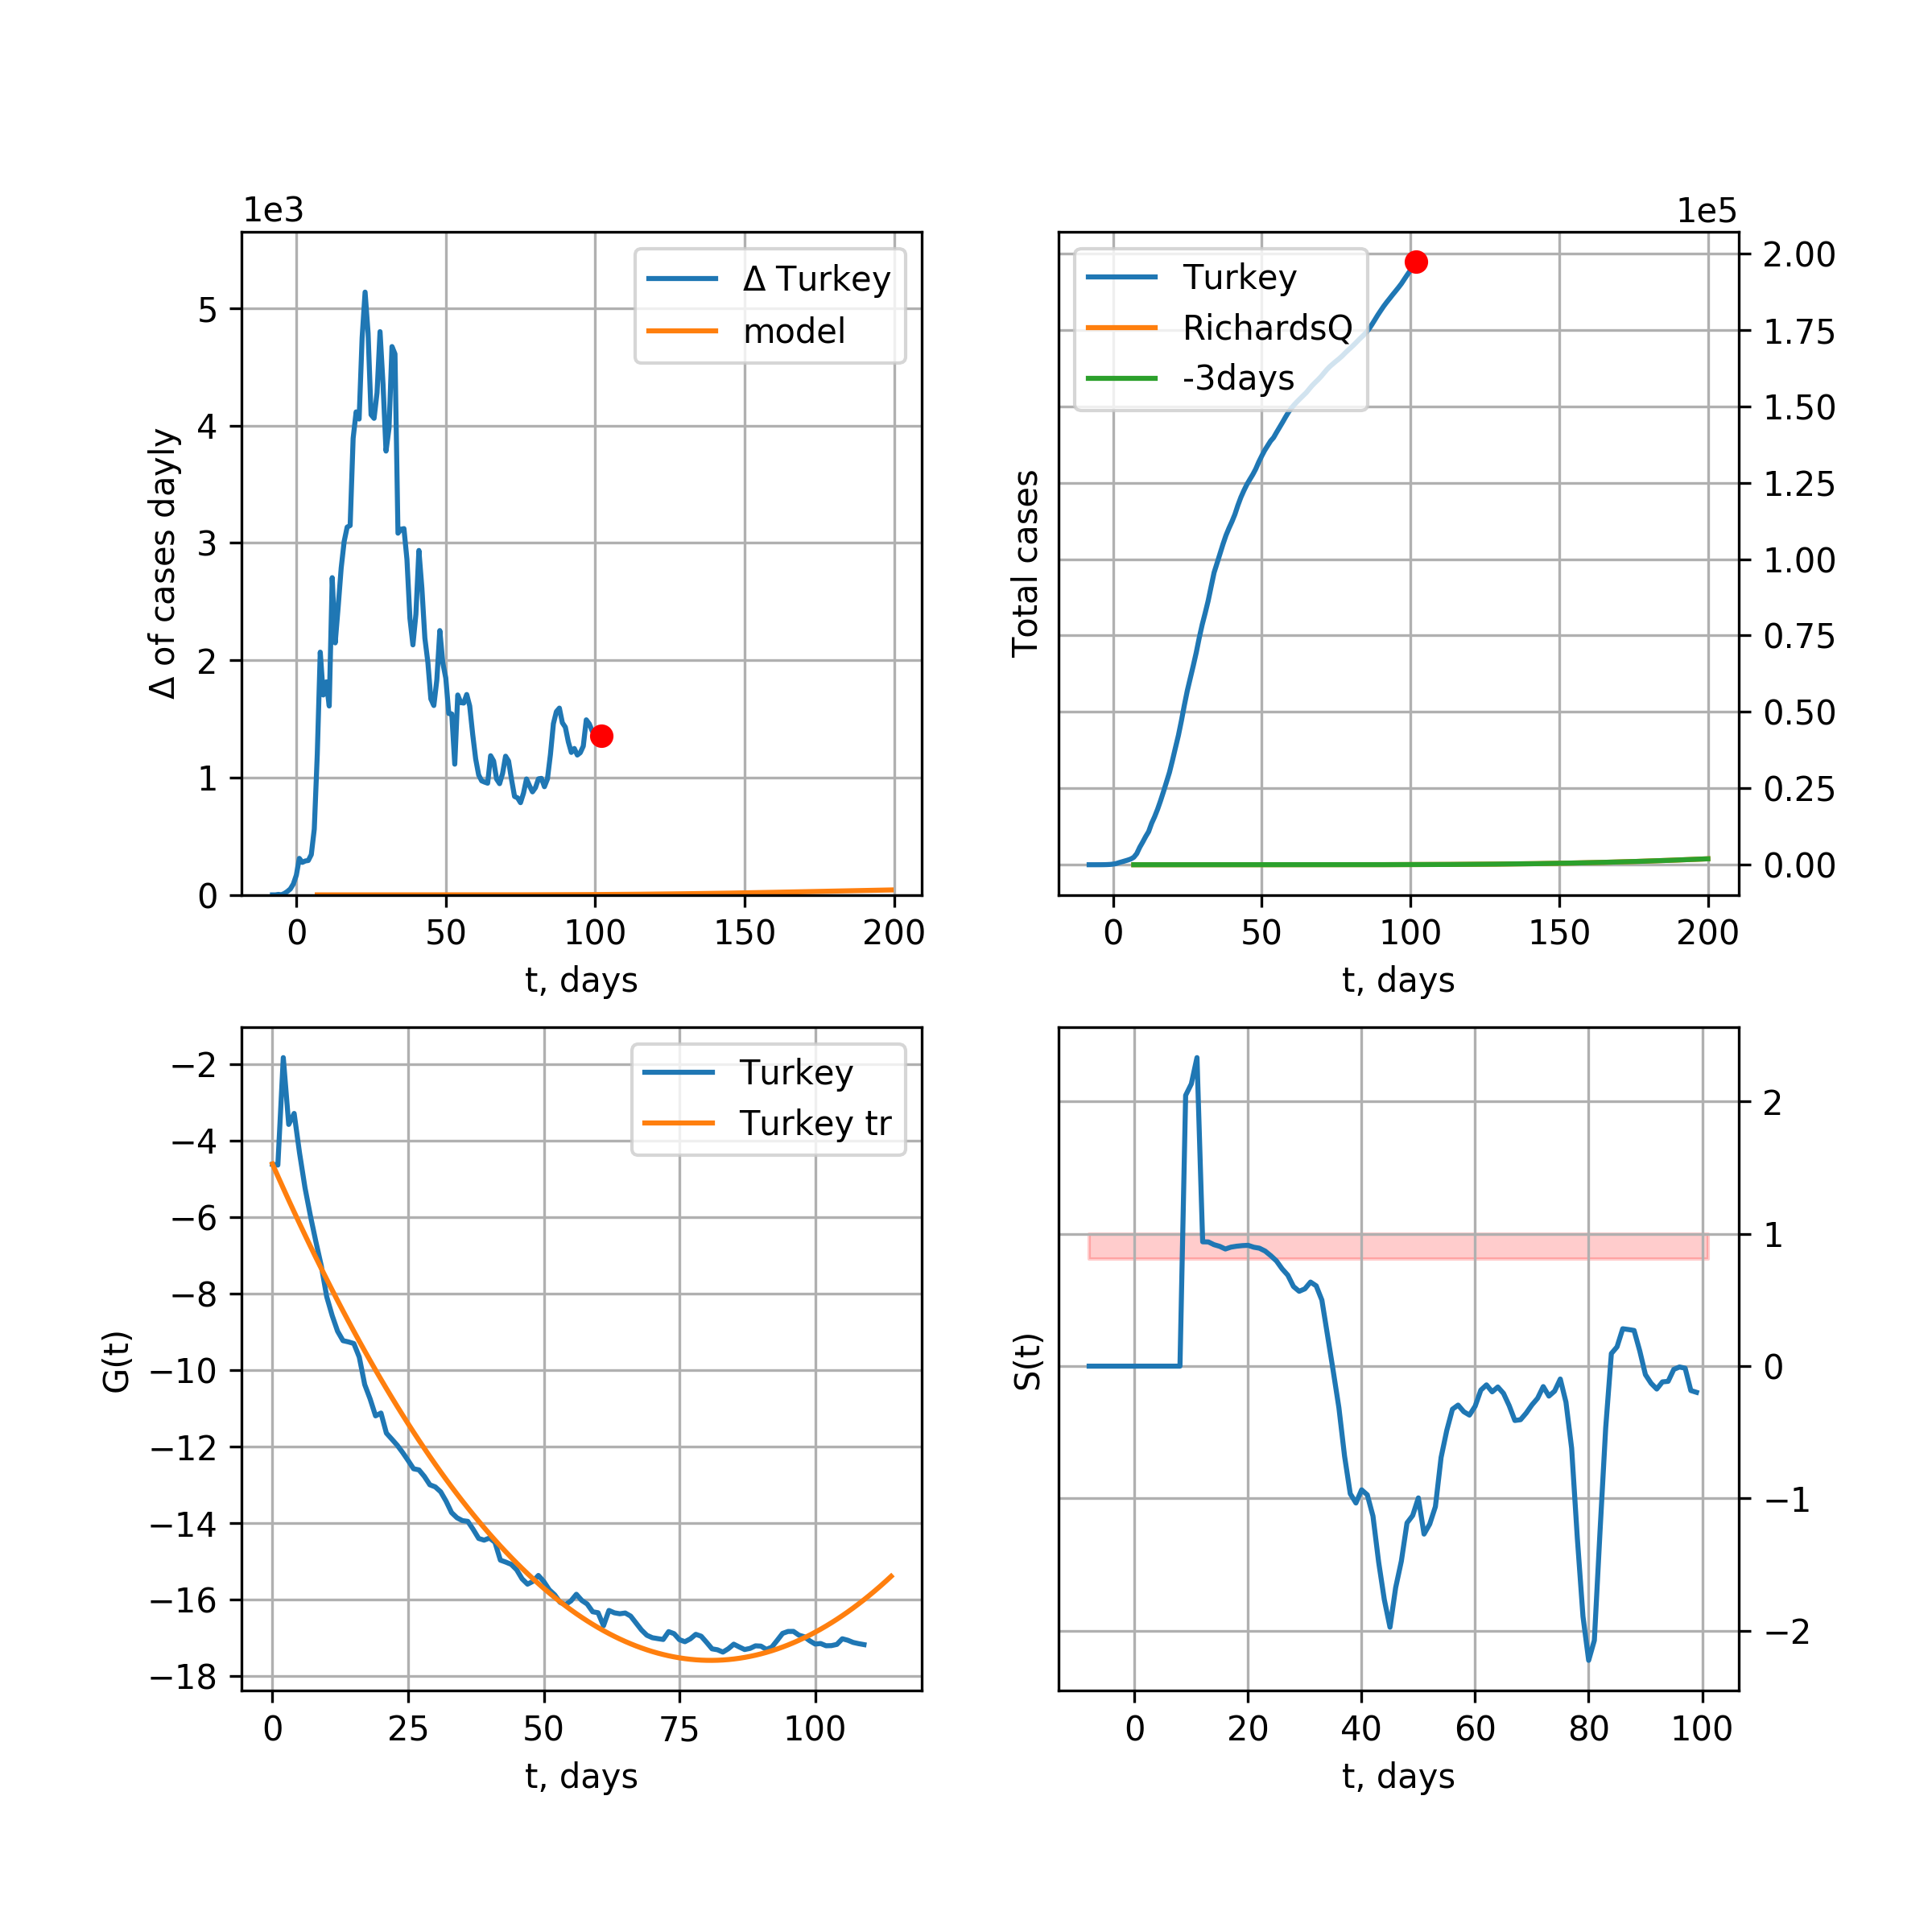 1e3
Δ of cases dayly
5
4
3
2
1
0
Δ Turkey
model
0 50 100 150 200
t, days
1e5
Total cases
Turkey
RichardsQ
-3days
2.00
1.75
1.50
1.25
1.00
0.75
0.50
0.25
0.00
0 50 100 150 200
t, days
G(t)
−2
−4
−6
−8
−10
−12
−14
−16
−18
Turkey
Turkey tr
0 25 50 75 100
t, days
S(t)
2
1
0
−1
−2
0 20 40 60 80 100
t, days